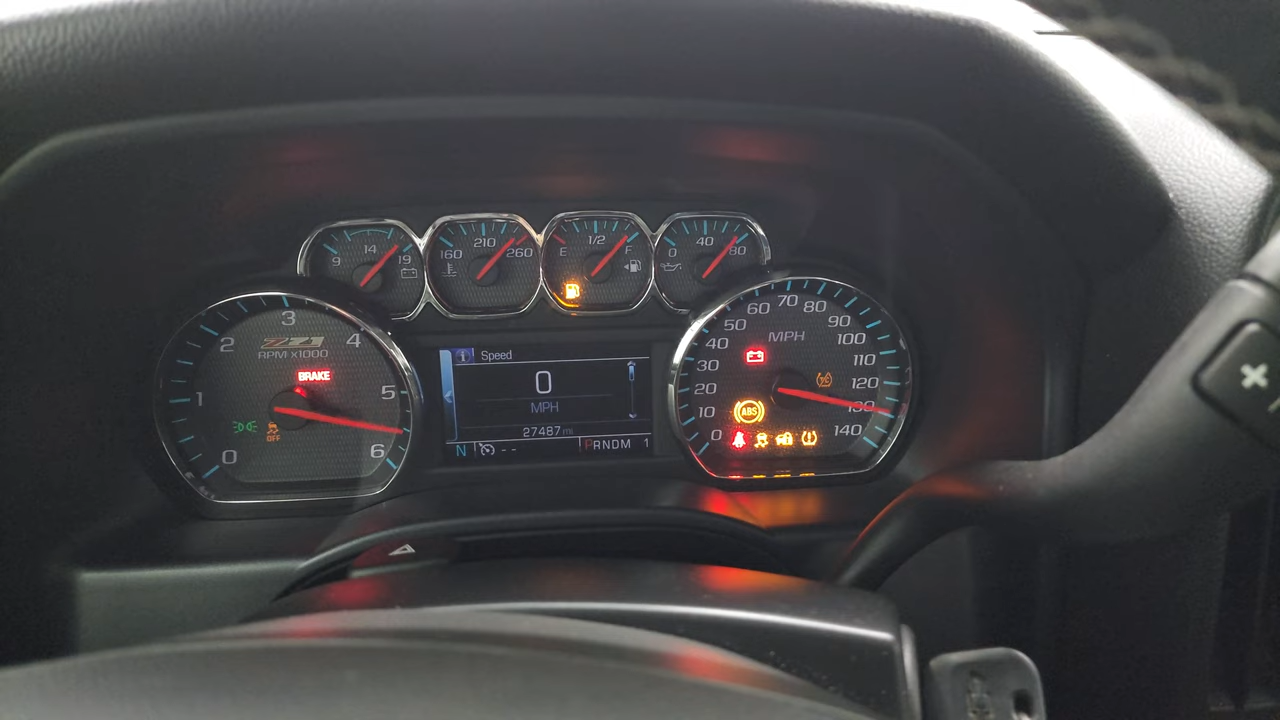 14
9 19
210
160 260
1/2
E F
40
0 80
3
2 4
Z71
RPM x1000
BRAKE
1 5
OFF
0 6
i Speed
0
MPH
27487 mi
N -- PRNDM 1
70
60 80
50 90
MPH
40 100
30 110
20 120
10 ABS 130
0 140